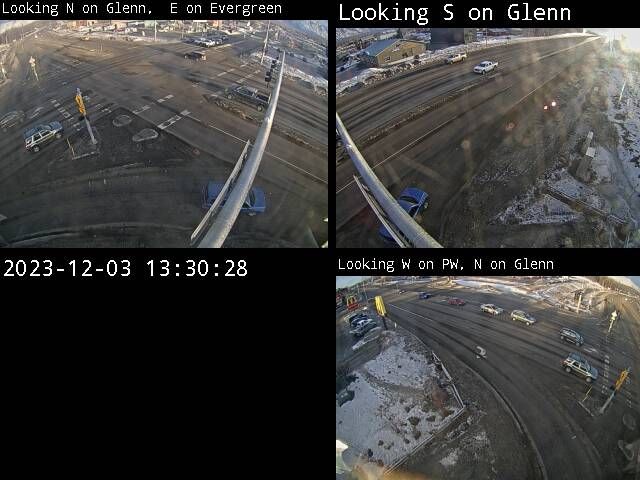 Looking N on Glenn,  E on Evergreen
Looking S on Glenn
2023-12-03 13:30:28
Looking W on PW, N on Glenn